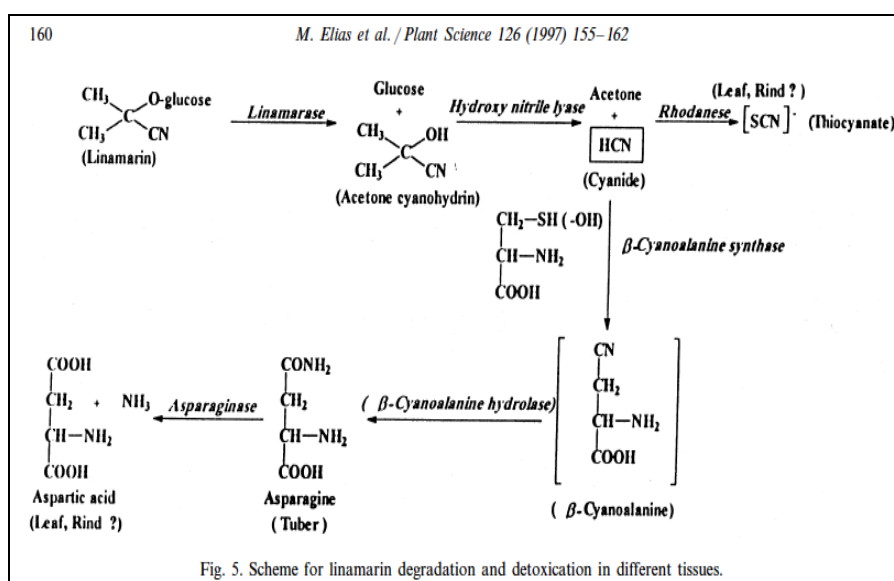 160 M. Elias et al. / Plant Science 126 (1997) 155–162
CH3 O-glucose
C
CH3 CN
(Linamarin)
Linamarase
Glucose
+
CH3 OH
C
CH3 CN
(Acetone cyanohydrin)
Hydroxy nitrile lyase
Acetone
+
HCN
(Cyanide)
(Leaf, Rind ?)
Rhodanese
[SCN]- (Thiocyanate)
CH2–SH (-OH)
CH–NH2
COOH
β-Cyanoalanine synthase
CN
CH2
CH–NH2
COOH
( β-Cyanoalanine)
( β-Cyanoalanine hydrolase)
CONH2
CH2
CH–NH2
COOH
Asparagine
(Tuber)
Asparaginase
COOH
CH2 + NH3
CH–NH2
COOH
Aspartic acid
(Leaf, Rind ?)
Fig. 5. Scheme for linamarin degradation and detoxication in different tissues.